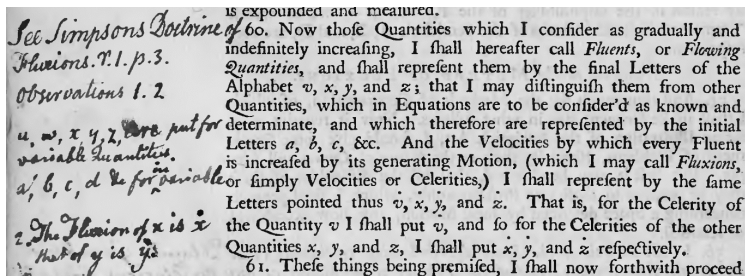 is expounded and meaſured.
See Simpsons Doctrine of
60. Now thoſe Quantities which I conſider as gradually and
Fluxions. V. 1. p. 3.
indefinitely increaſing, I ſhall hereafter call Fluents, or Flowing
Quantities, and ſhall repreſent them by the final Letters of the
Observations 1. 2
Alphabet v, x, y, and z; that I may diſtinguiſh them from other
Quantities, which in Equations are to be conſider'd as known and
u, w, x y, z, are put for
determinate, and which therefore are repreſented by the initial
variable Quantities.
Letters a, b, c, &c. And the Velocities by which every Fluent
is increaſed by its generating Motion, (which I may call Fluxions,
a, b, c, d &c for invariable
or ſimply Velocities or Celerities,) I ſhall repreſent by the ſame
Letters pointed thus v̇, ẋ, ẏ, and ż. That is, for the Celerity of
2. The Fluxion of x is ẋ
the Quantity v I ſhall put v̇, and ſo for the Celerities of the other
that of y is ẏ
Quantities x, y, and z, I ſhall put ẋ, ẏ, and ż reſpectively.
61. Theſe things being premiſed, I ſhall now forthwith proceed